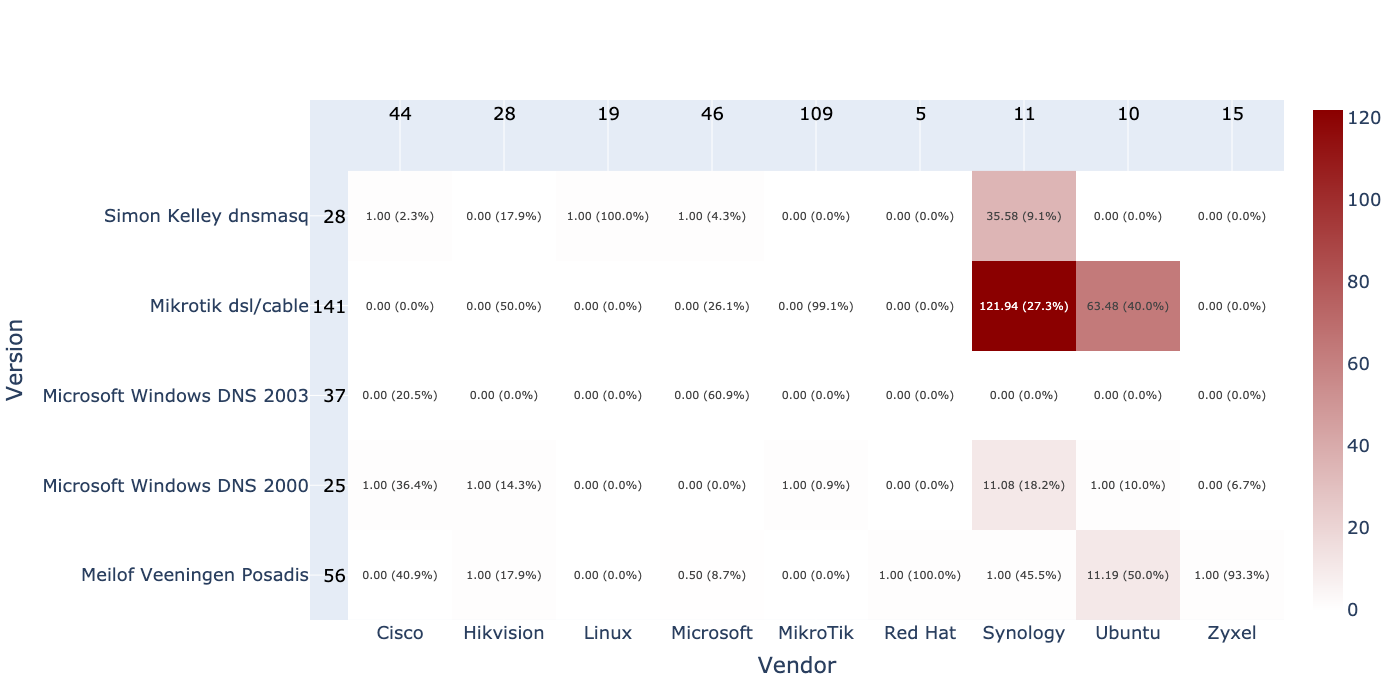 44 28 19 46 109 5 11 10 15
Simon Kelley dnsmasq 28 1.00 (2.3%) 0.00 (17.9%) 1.00 (100.0%) 1.00 (4.3%) 0.00 (0.0%) 0.00 (0.0%) 35.58 (9.1%) 0.00 (0.0%) 0.00 (0.0%)
Mikrotik dsl/cable 141 0.00 (0.0%) 0.00 (50.0%) 0.00 (0.0%) 0.00 (26.1%) 0.00 (99.1%) 0.00 (0.0%) 121.94 (27.3%) 63.48 (40.0%) 0.00 (0.0%)
Microsoft Windows DNS 2003 37 0.00 (20.5%) 0.00 (0.0%) 0.00 (0.0%) 0.00 (60.9%) 0.00 (0.0%) 0.00 (0.0%) 0.00 (0.0%) 0.00 (0.0%) 0.00 (0.0%)
Microsoft Windows DNS 2000 25 1.00 (36.4%) 1.00 (14.3%) 0.00 (0.0%) 0.00 (0.0%) 1.00 (0.9%) 0.00 (0.0%) 11.08 (18.2%) 1.00 (10.0%) 0.00 (6.7%)
Meilof Veeningen Posadis 56 0.00 (40.9%) 1.00 (17.9%) 0.00 (0.0%) 0.50 (8.7%) 0.00 (0.0%) 1.00 (100.0%) 1.00 (45.5%) 11.19 (50.0%) 1.00 (93.3%)
Cisco Hikvision Linux Microsoft MikroTik Red Hat Synology Ubuntu Zyxel
Vendor
Version
120
100
80
60
40
20
0